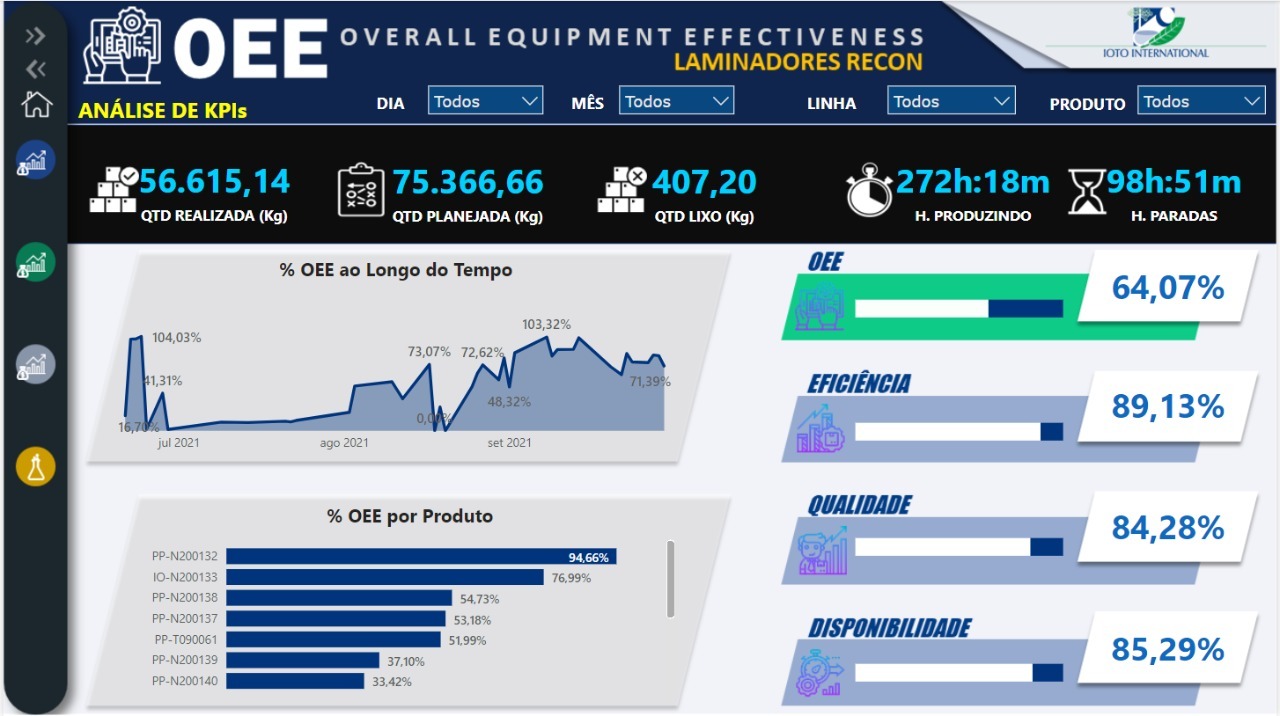 OEE
OVERALL EQUIPMENT EFFECTIVENESS
LAMINADORES RECON
IOTO INTERNATIONAL
ANÁLISE DE KPIs
DIA Todos MÊS Todos LINHA Todos PRODUTO Todos
56.615,14
QTD REALIZADA (Kg)
75.366,66
QTD PLANEJADA (Kg)
407,20
QTD LIXO (Kg)
272h:18m
H. PRODUZINDO
98h:51m
H. PARADAS
% OEE ao Longo do Tempo
104,03%
41,31%
16,70%
73,07%
72,62%
103,32%
48,32%
71,39%
jul 2021 ago 2021 set 2021
% OEE por Produto
PP-N200132 94,66%
IO-N200133 76,99%
PP-N200138 54,73%
PP-N200137 53,18%
PP-T090061 51,99%
PP-N200139 37,10%
PP-N200140 33,42%
OEE
64,07%
EFICIÊNCIA
89,13%
QUALIDADE
84,28%
DISPONIBILIDADE
85,29%